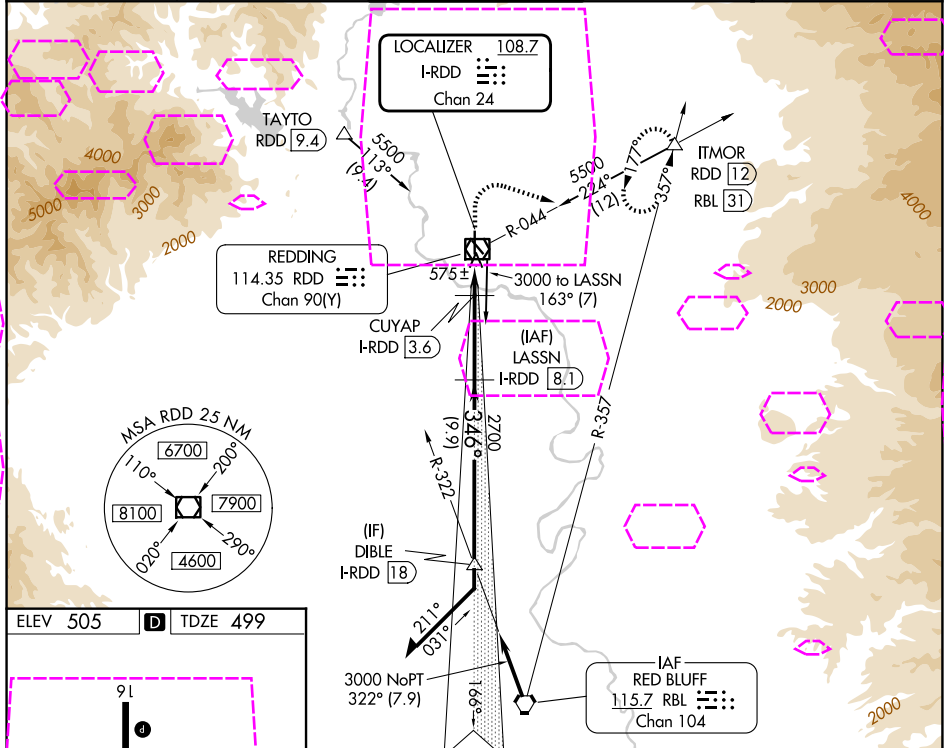 LOCALIZER 108.7
I-RDD
Chan 24
TAYTO
RDD 9.4
5500
113°
(9.4)
4000
5000
3000
2000
ITMOR
RDD 12
RBL 31
177°
357°
5500
224°
(12)
R-044
4000
REDDING
114.35 RDD
Chan 90(Y)
575±
3000 to LASSN
163° (7)
3000
2000
CUYAP
I-RDD 3.6
(IAF)
LASSN
I-RDD 8.1
346°
(9.9)
2700
R-322
R-357
MSA RDD 25 NM
6700
110°
200°
8100
7900
020°
290°
4600
(IF)
DIBLE
I-RDD 18
211°
031°
3000 NoPT
322° (7.9)
166°
IAF
RED BLUFF
115.7 RBL
Chan 104
2000
ELEV 505 D TDZE 499
16
P